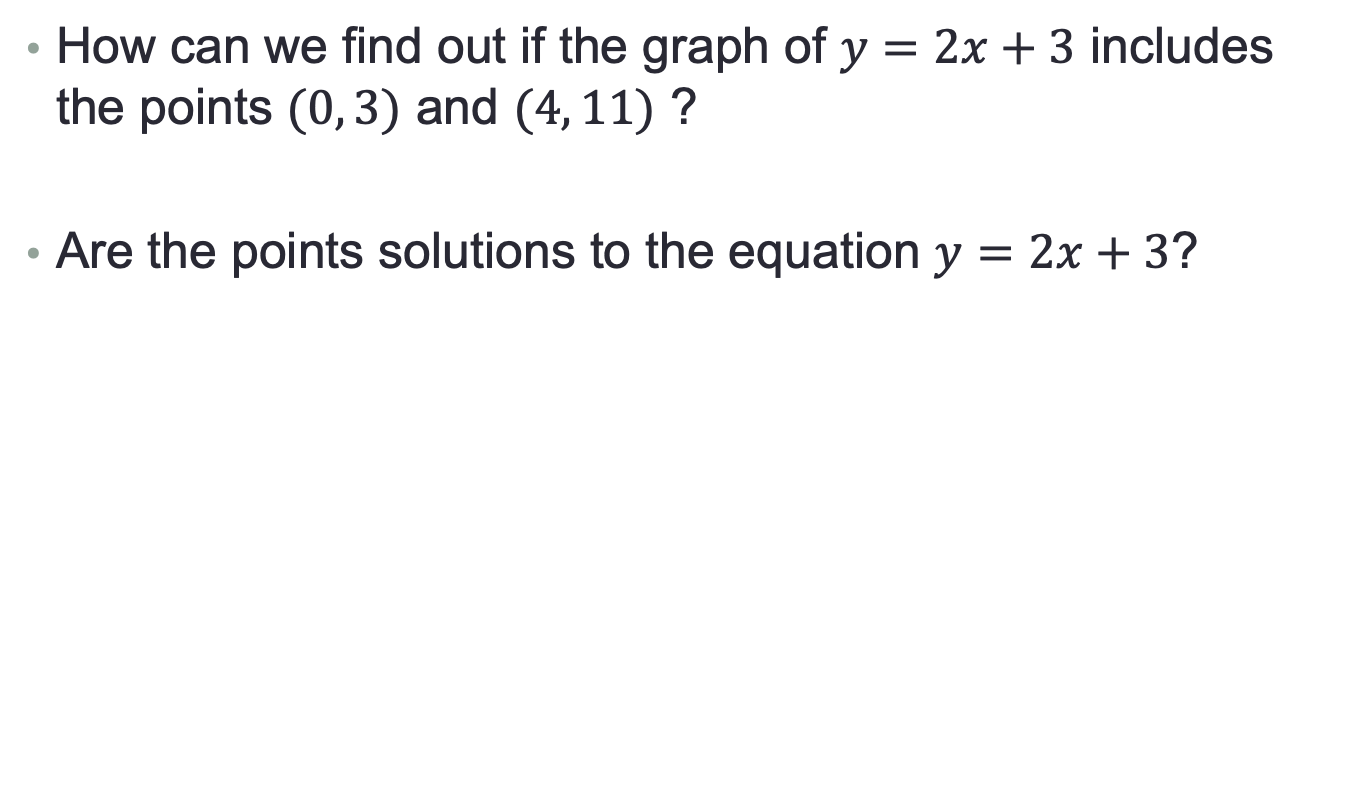 • How can we find out if the graph of 𝑦 = 2𝑥 + 3 includes
the points (0, 3) and (4, 11) ?
• Are the points solutions to the equation 𝑦 = 2𝑥 + 3?